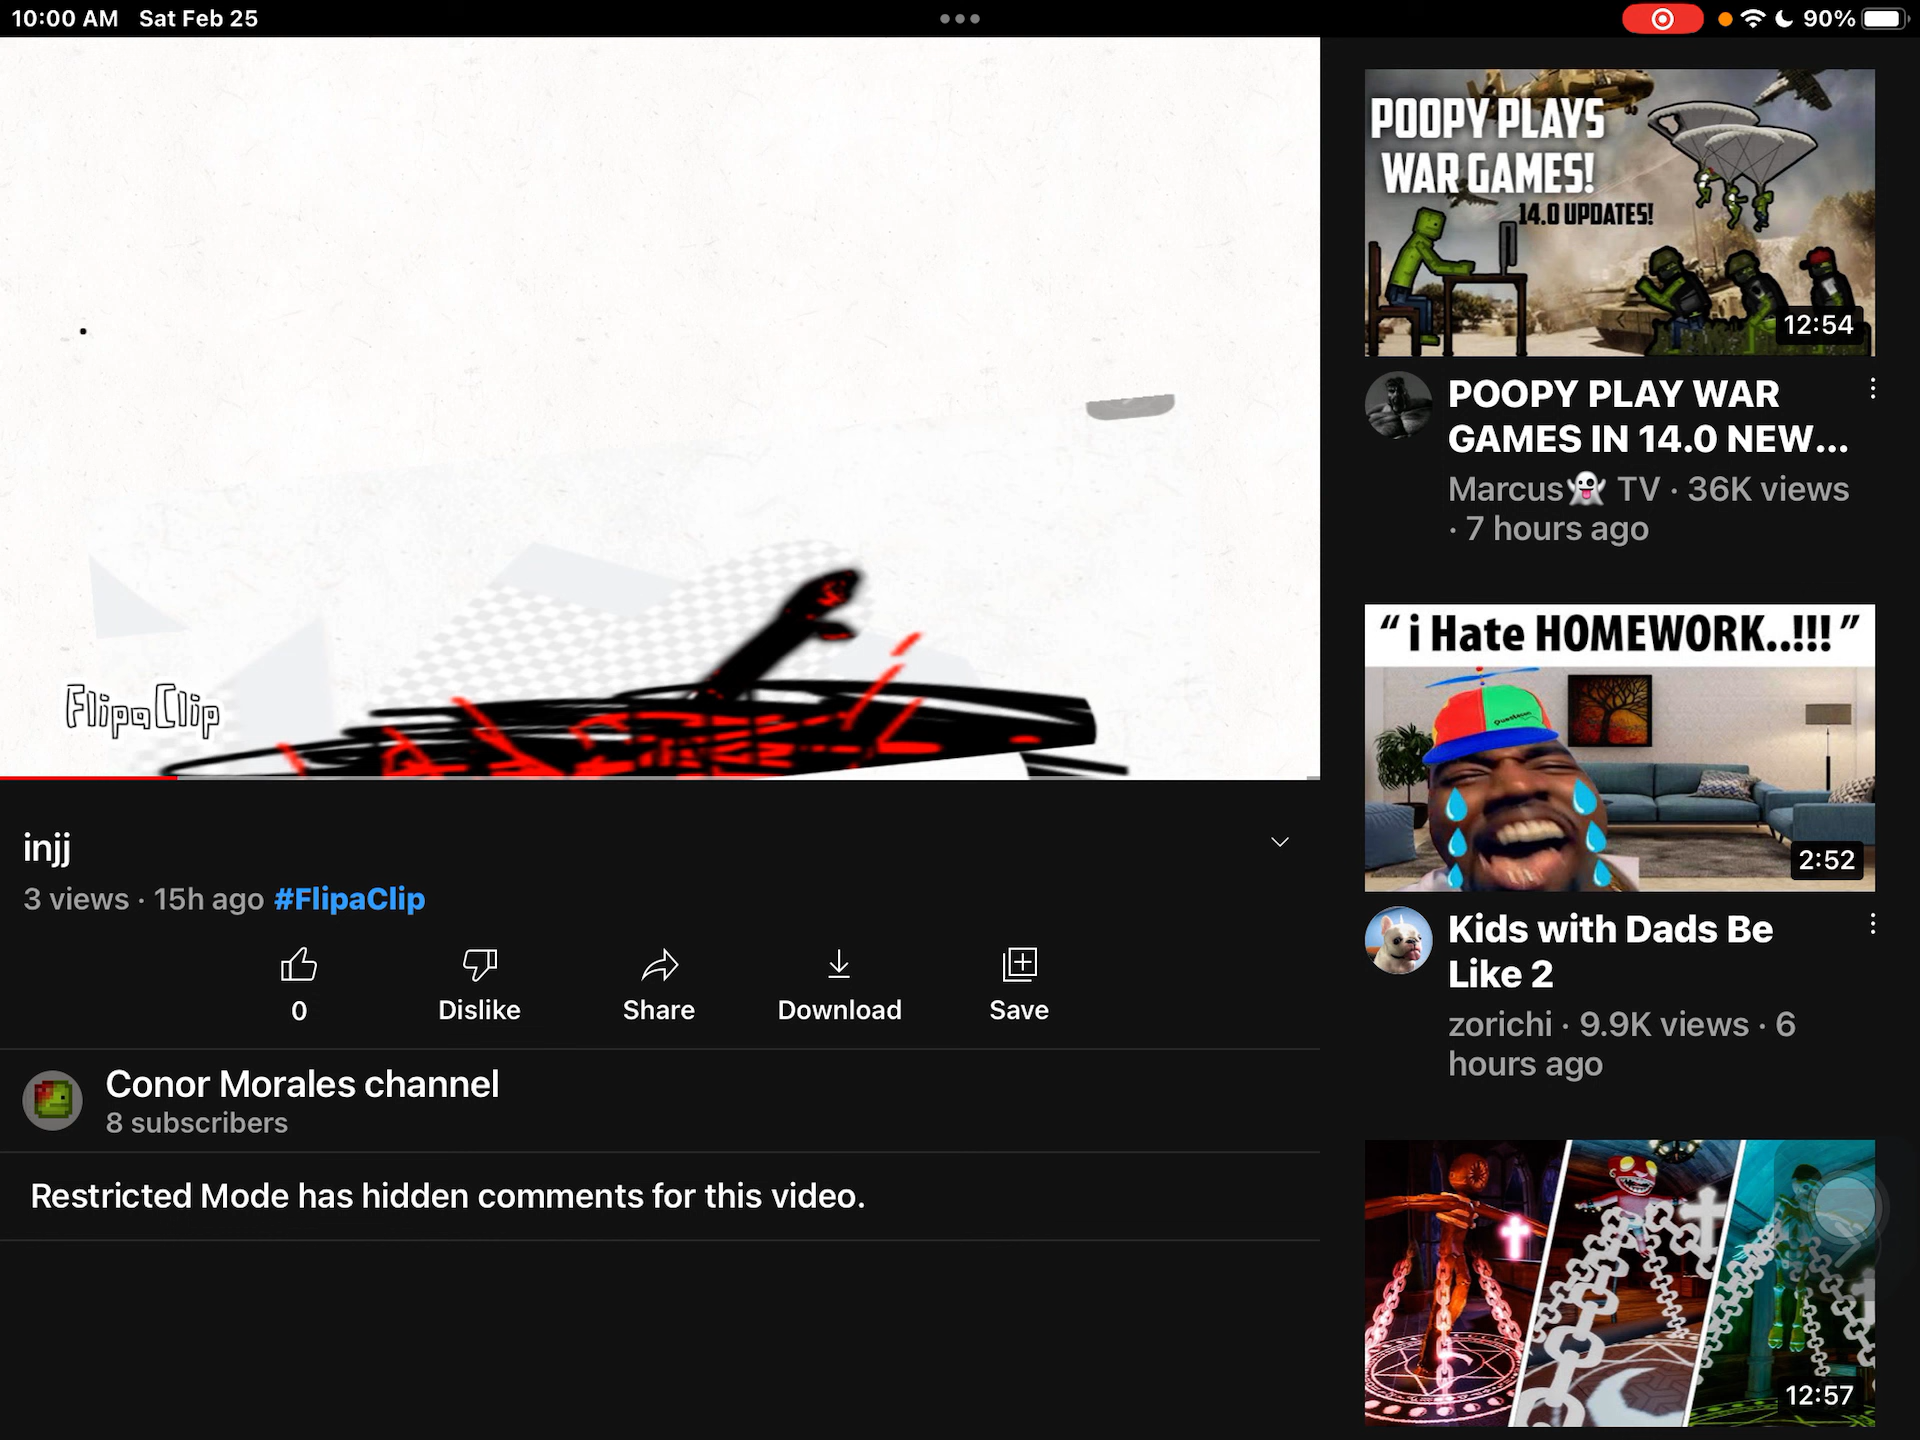 10:00 AM Sat Feb 25
90%
FlipaClip
injj
3 views · 15h ago #FlipaClip
0
Dislike
Share
Download
Save
Conor Morales channel
8 subscribers
Restricted Mode has hidden comments for this video.
POOPY PLAYS
WAR GAMES!
14.0 UPDATES!
12:54
POOPY PLAY WAR
GAMES IN 14.0 NEW...
Marcus👻 TV · 36K views
· 7 hours ago
“ i Hate HOMEWORK..!!! ”
2:52
Kids with Dads Be
Like 2
zorichi · 9.9K views · 6
hours ago
12:57